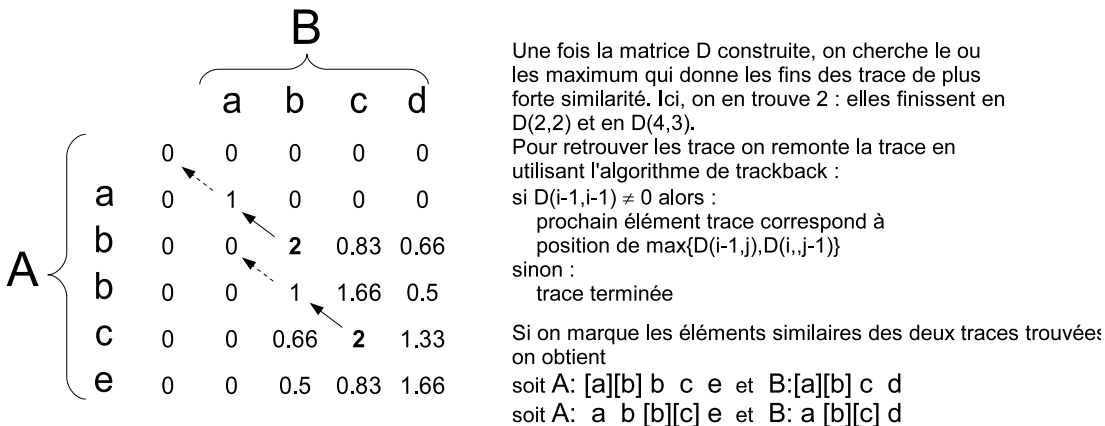 B
a b c d
0 0 0 0 0
a 0 1 0 0 0
b 0 0 2 0.83 0.66
A
b 0 0 1 1.66 0.5
c 0 0 0.66 2 1.33
e 0 0 0.5 0.83 1.66
Une fois la matrice D construite, on cherche le ou
les maximum qui donne les fins des trace de plus
forte similarité. Ici, on en trouve 2 : elles finissent en
D(2,2) et en D(4,3).
Pour retrouver les trace on remonte la trace en
utilisant l'algorithme de trackback :
si D(i-1,i-1) ≠ 0 alors :
prochain élément trace correspond à
position de max{D(i-1,j),D(i,,j-1)}
sinon :
trace terminée
Si on marque les éléments similaires des deux traces trouvées
on obtient
soit A: [a][b] b c e et B:[a][b] c d
soit A: a b [b][c] e et B: a [b][c] d